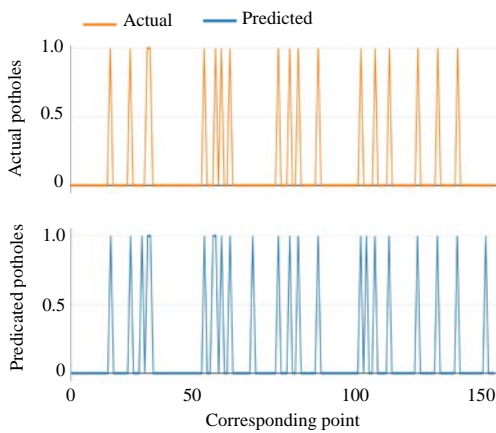 Actual Predicted
Actual potholes
1.0
0.5
0
Predicated potholes
1.0
0.5
0
0 50 100 150
Corresponding point